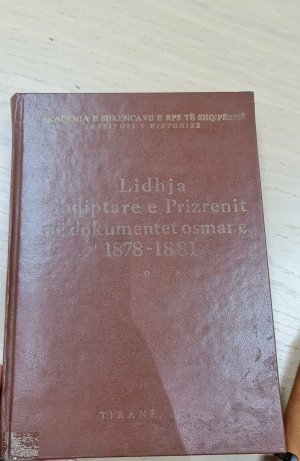 AKADEMIA E SHKENCAVE E RPS TË SHQIPËRISË
INSTITUTI I HISTORISË
Lidhja
Shqiptare e Prizrenit
në dokumentet osmane
1878-1881
TIRANË,